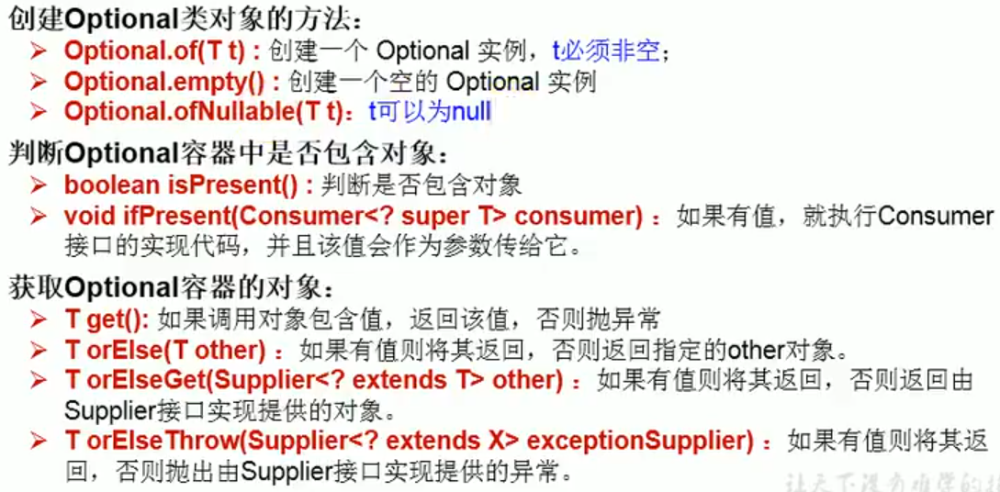 创建Optional类对象的方法：
➢ Optional.of(T t) : 创建一个 Optional 实例，t必须非空；
➢ Optional.empty() : 创建一个空的 Optional 实例
➢ Optional.ofNullable(T t)：t可以为null
判断Optional容器中是否包含对象：
➢ boolean isPresent() : 判断是否包含对象
➢ void ifPresent(Consumer<? super T> consumer) ：如果有值，就执行Consumer
接口的实现代码，并且该值会作为参数传给它。
获取Optional容器的对象：
➢ T get(): 如果调用对象包含值，返回该值，否则抛异常
➢ T orElse(T other) ：如果有值则将其返回，否则返回指定的other对象。
➢ T orElseGet(Supplier<? extends T> other) ：如果有值则将其返回，否则返回由
Supplier接口实现提供的对象。
➢ T orElseThrow(Supplier<? extends X> exceptionSupplier) ：如果有值则将其返
回，否则抛出由Supplier接口实现提供的异常。
让天下没有难学的技